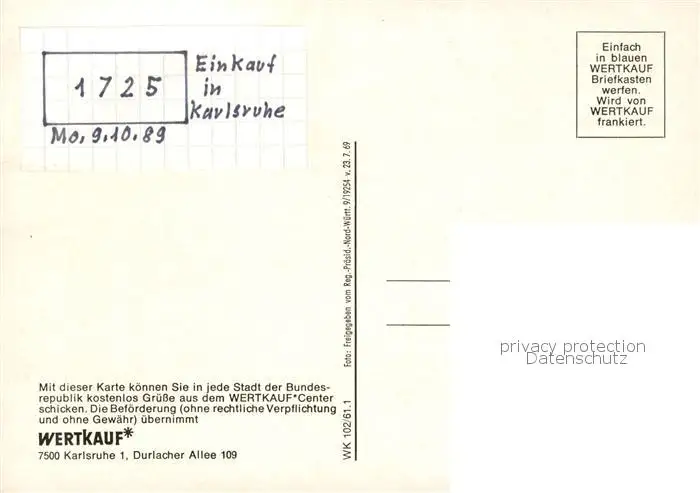 1725
Einkauf
in
Karlsruhe
Mo, 9.10.89
Einfach
in blauen
WERTKAUF
Briefkasten
werfen.
Wird von
WERTKAUF
frankiert.
Foto: Freigegeben vom Reg.-Präsid.-Nord-Württ. 9/19254 v. 23.7.69
WK 102/61.1
privacy protection
Datenschutz
Mit dieser Karte können Sie in jede Stadt der Bundes-
republik kostenlos Grüße aus dem WERTKAUF*Center
schicken. Die Beförderung (ohne rechtliche Verpflichtung
und ohne Gewähr) übernimmt
WERTKAUF*
7500 Karlsruhe 1, Durlacher Allee 109